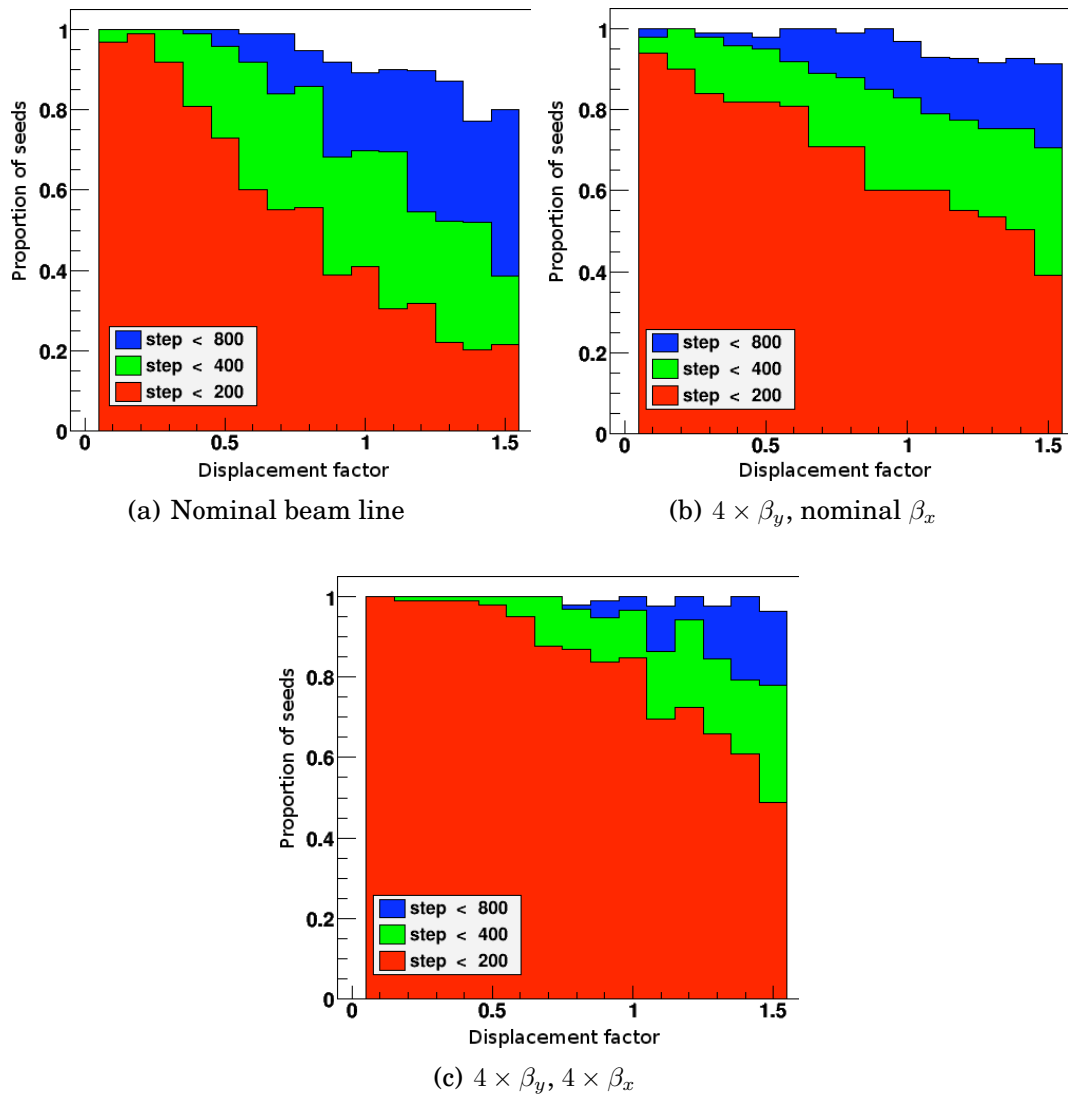 Proportion of seeds
1
0.8
0.6
0.4
0.2
0
step < 800
step < 400
step < 200
0 0.5 1 1.5
Displacement factor
(a) Nominal beam line
Proportion of seeds
1
0.8
0.6
0.4
0.2
0
step < 800
step < 400
step < 200
0 0.5 1 1.5
Displacement factor
(b) 4 × βy, nominal βx
Proportion of seeds
1
0.8
0.6
0.4
0.2
0
step < 800
step < 400
step < 200
0 0.5 1 1.5
Displacement factor
(c) 4 × βy, 4 × βx